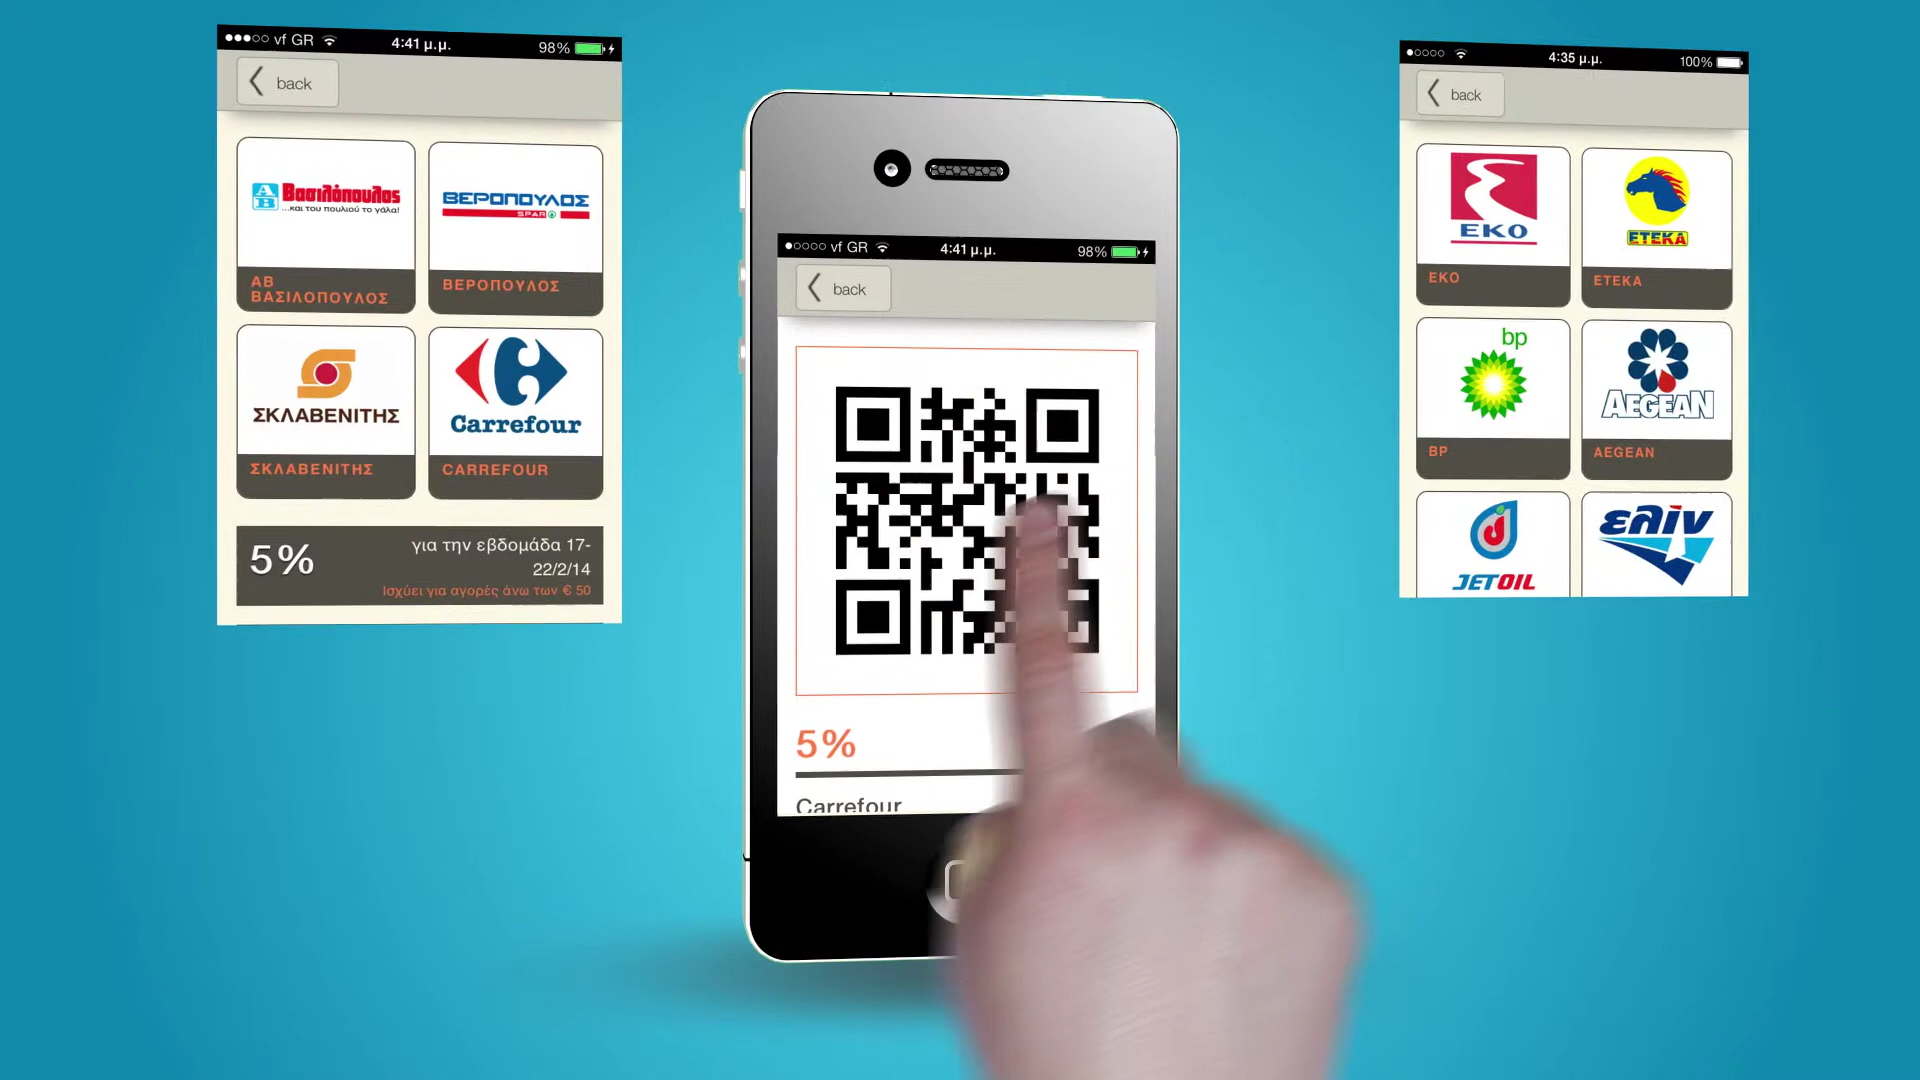 vf GR 4:41 μ.μ. 98%
back
AB Βασιλόπουλος
...και του πουλιού το γάλα!
ΒΕΡΟΠΟΥΛΟΣ
SPAR
ΑΒ
ΒΑΣΙΛΟΠΟΥΛΟΣ
ΒΕΡΟΠΟΥΛΟΣ
ΣΚΛΑΒΕΝΙΤΗΣ
Carrefour
ΣΚΛΑΒΕΝΙΤΗΣ
CARREFOUR
5%
για την εβδομάδα 17-
22/2/14
Ισχύει για αγορές άνω των € 50
vf GR 4:41 μ.μ. 98%
back
5%
Carrefour
4:35 μ.μ. 100%
back
EKO
ETEKA
EKO
ETEKA
bp
AEGEAN
BP
AEGEAN
JETOIL
ελίν